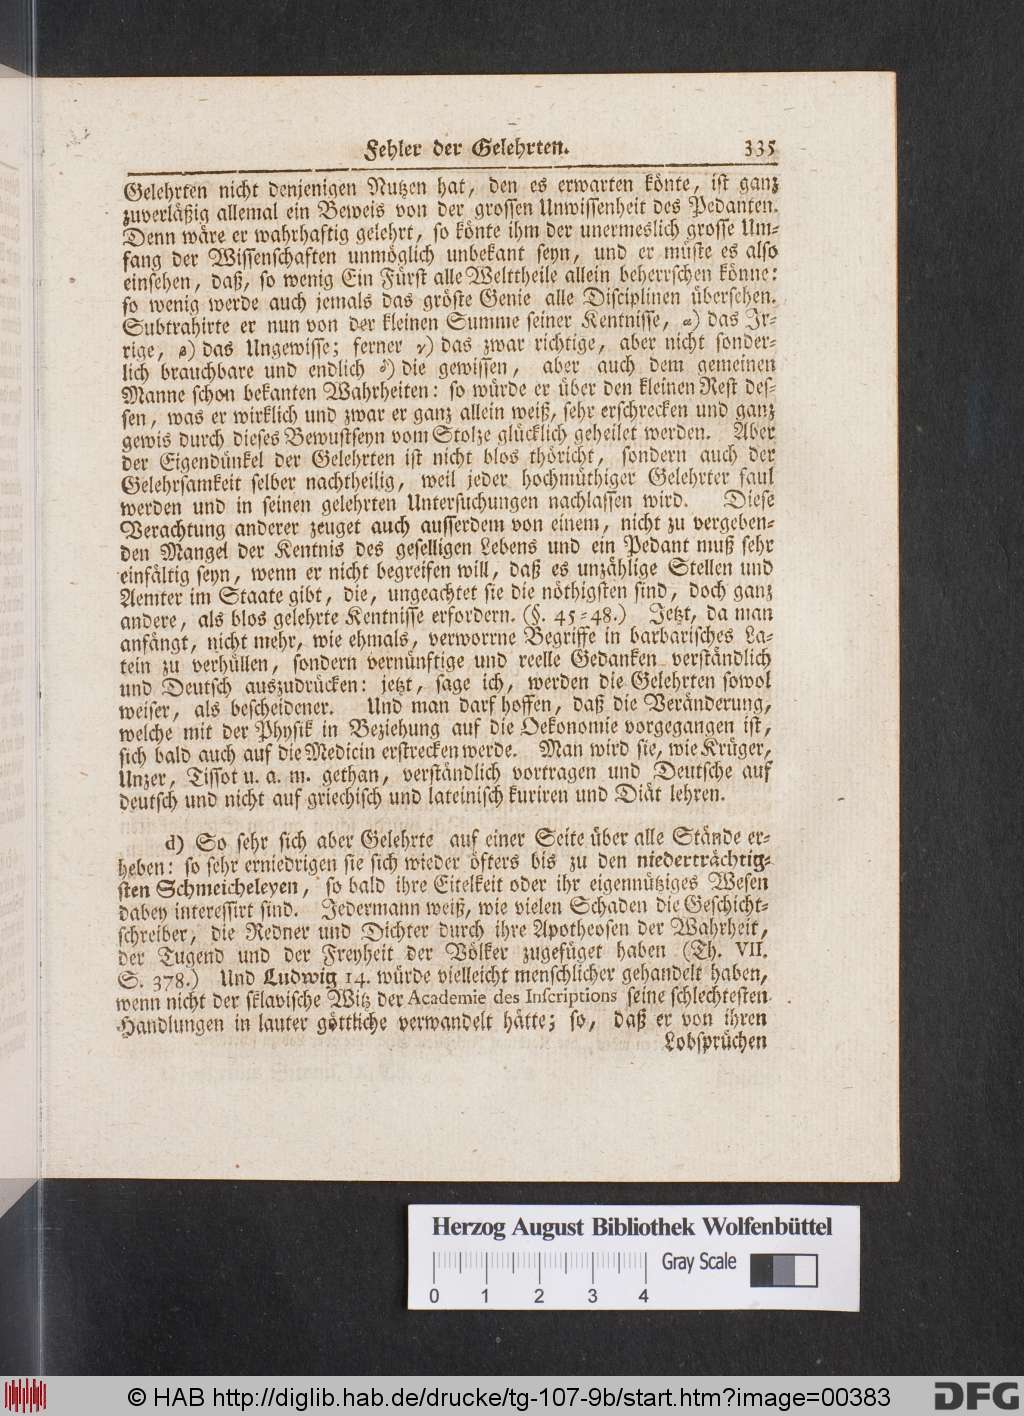 Fehler der Gelehrten. 335
Gelehrten nicht denjenigen Nutzen hat, den es erwarten könte, ist ganz
zuverläßig allemal ein Beweis von der grossen Unwissenheit des Pedanten.
Denn wäre er wahrhaftig gelehrt, so könte ihm der unermeslich grosse Um-
fang der Wissenschaften unmöglich unbekant seyn, und er müste es also
einsehen, daß, so wenig Ein Fürst alle Welttheile allein beherrschen könne:
so wenig werde auch jemals das gröste Genie alle Disciplinen übersehen.
Subtrahirte er nun von der kleinen Summe seiner Kentnisse, α) das Ir-
rige, β) das Ungewisse; ferner γ) das zwar richtige, aber nicht sonder-
lich brauchbare und endlich δ) die gewissen, aber auch dem gemeinen
Manne schon bekanten Wahrheiten: so würde er über den kleinen Rest des-
sen, was er wirklich und zwar er ganz allein weiß, sehr erschrecken und ganz
gewis durch dieses Bewustseyn vom Stolze glücklich geheilet werden. Aber
der Eigendünkel der Gelehrten ist nicht blos thöricht, sondern auch der
Gelehrsamkeit selber nachtheilig, weil jeder hochmüthiger Gelehrter faul
werden und in seinen gelehrten Untersuchungen nachlassen wird. Diese
Verachtung anderer zeuget auch ausserdem von einem, nicht zu vergeben-
den Mangel der Kentnis des geselligen Lebens und ein Pedant muß sehr
einfältig seyn, wenn er nicht begreifen will, daß es unzählige Stellen und
Aemter im Staate gibt, die, ungeachtet sie die nöthigsten sind, doch ganz
andere, als blos gelehrte Kentnisse erfordern. (§. 45-48.) Jetzt, da man
anfängt, nicht mehr, wie ehmals, verworrne Begriffe in barbarisches La-
tein zu verhüllen, sondern vernünftige und reelle Gedanken verständlich
und Deutsch auszudrücken: jetzt, sage ich, werden die Gelehrten sowol
weiser, als bescheidener. Und man darf hoffen, daß die Veränderung,
welche mit der Physik in Beziehung auf die Oekonomie vorgegangen ist,
sich bald auch auf die Medicin erstrecken werde. Man wird sie, wie Krüger,
Unzer, Tissot u. a. m. gethan, verständlich vortragen und Deutsche auf
deutsch und nicht auf griechisch und lateinisch kuriren und Diät lehren.
d) So sehr sich aber Gelehrte auf einer Seite über alle Stände er-
heben: so sehr erniedrigen sie sich wieder öfters bis zu den niederträchtig-
sten Schmeicheleyen, so bald ihre Eitelkeit oder ihr eigennütziges Wesen
dabey interessirt sind. Jedermann weiß, wie vielen Schaden die Geschicht-
schreiber, die Redner und Dichter durch ihre Apotheosen der Wahrheit,
der Tugend und der Freyheit der Völker zugefüget haben (Th. VII.
S. 378.) Und Ludwig 14. würde vielleicht menschlicher gehandelt haben,
wenn nicht der sklavische Witz der Academie des Inscriptions seine schlechtesten
Handlungen in lauter göttliche verwandelt hätte; so, daß er von ihren
Lobsprüchen
Herzog August Bibliothek Wolfenbüttel
Gray Scale
0 1 2 3 4
© HAB http://diglib.hab.de/drucke/tg-107-9b/start.htm?image=00383
DFG